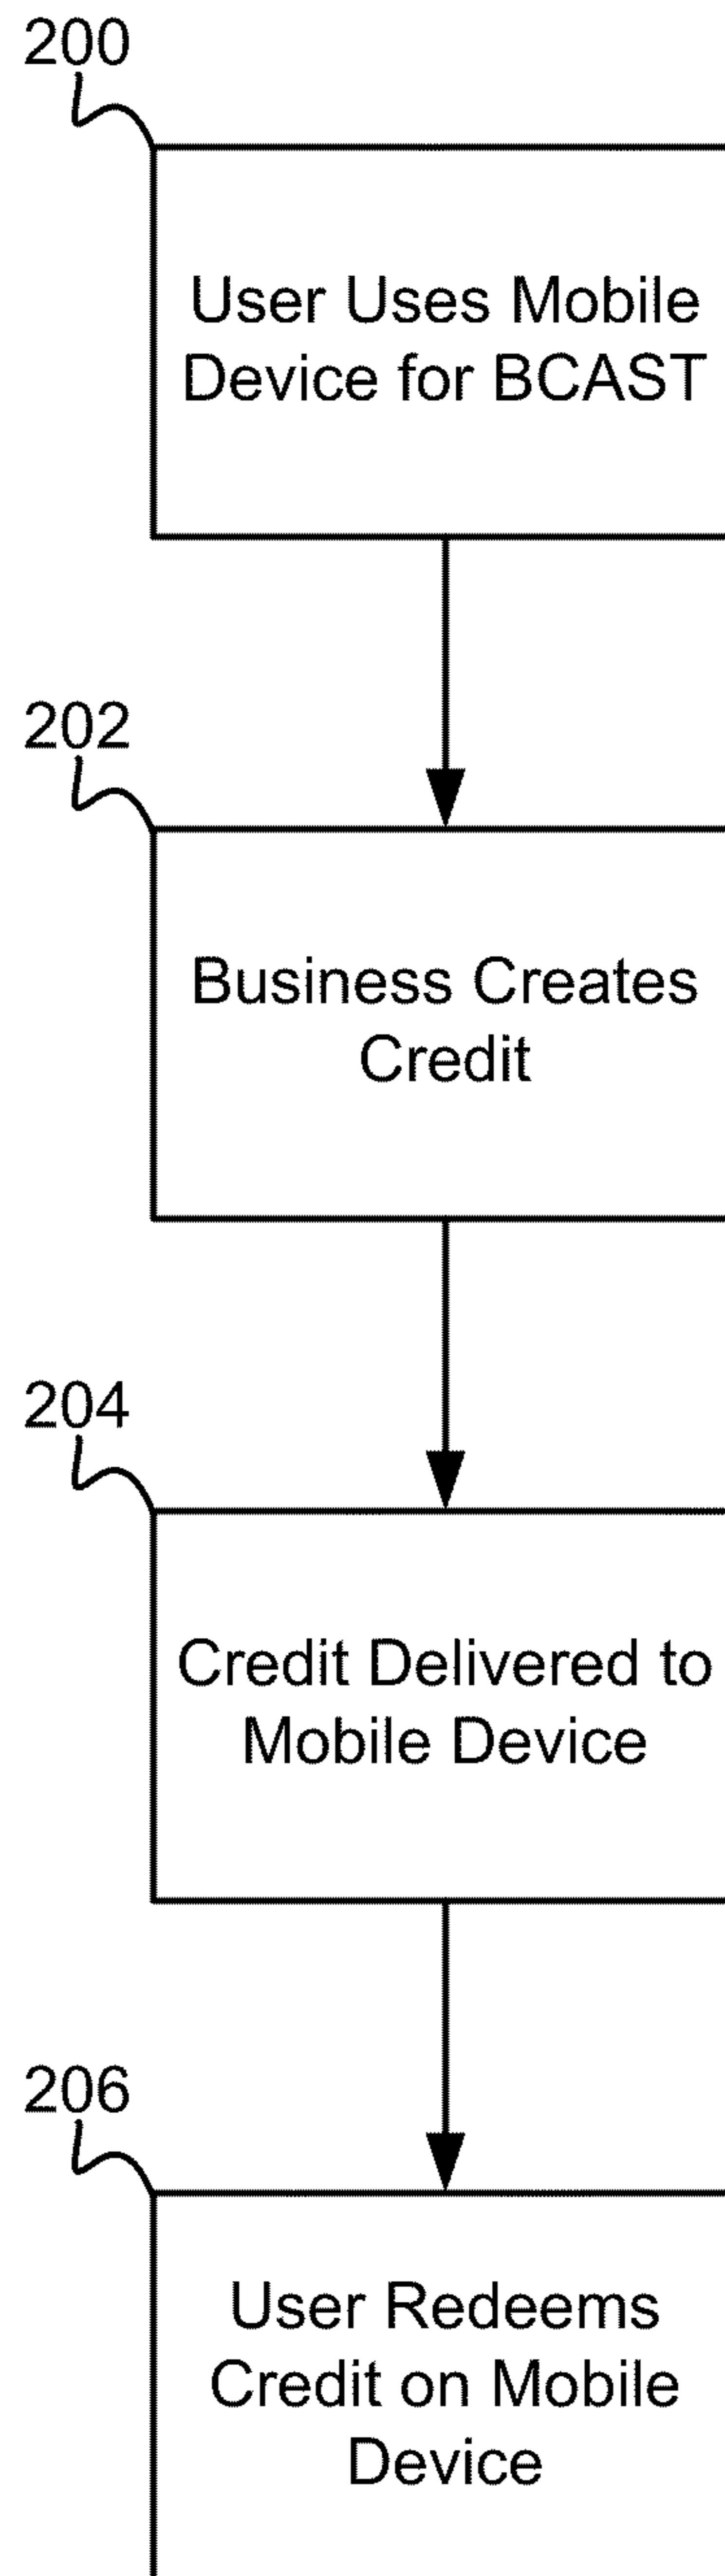 200
User Uses Mobile
Device for BCAST
202
Business Creates
Credit
204
Credit Delivered to
Mobile Device
206
User Redeems
Credit on Mobile
Device